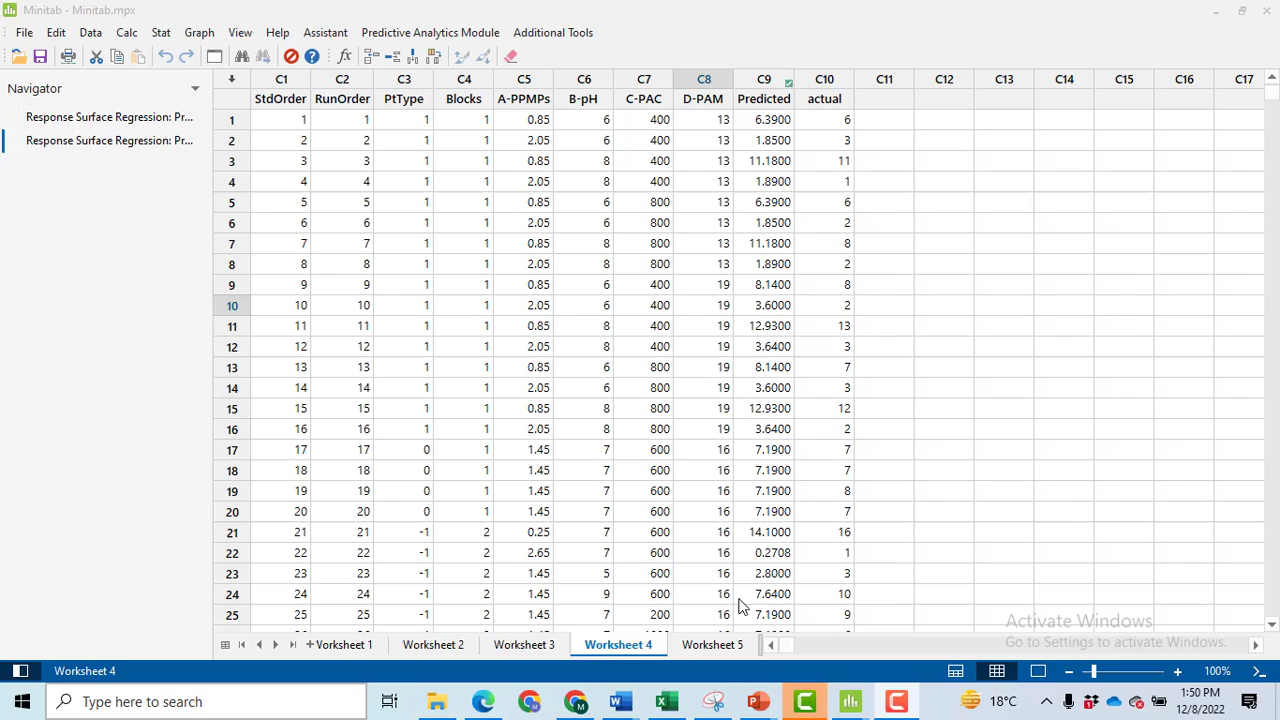 Minitab - Minitab.mpx
File Edit Data Calc Stat Graph View Help Assistant Predictive Analytics Module Additional Tools
Navigator
Response Surface Regression: Pr...
Response Surface Regression: Pr...
C1 C2 C3 C4 C5 C6 C7 C8 C9 C10 C11 C12 C13 C14 C15 C16 C17
StdOrder RunOrder PtType Blocks A-PPMPs B-pH C-PAC D-PAM Predicted actual
1 1 1 1 1 0.85 6 400 13 6.3900 6
2 2 2 1 1 2.05 6 400 13 1.8500 3
3 3 3 1 1 0.85 8 400 13 11.1800 11
4 4 4 1 1 2.05 8 400 13 1.8900 1
5 5 5 1 1 0.85 6 800 13 6.3900 6
6 6 6 1 1 2.05 6 800 13 1.8500 2
7 7 7 1 1 0.85 8 800 13 11.1800 8
8 8 8 1 1 2.05 8 800 13 1.8900 2
9 9 9 1 1 0.85 6 400 19 8.1400 8
10 10 10 1 1 2.05 6 400 19 3.6000 2
11 11 11 1 1 0.85 8 400 19 12.9300 13
12 12 12 1 1 2.05 8 400 19 3.6400 3
13 13 13 1 1 0.85 6 800 19 8.1400 7
14 14 14 1 1 2.05 6 800 19 3.6000 3
15 15 15 1 1 0.85 8 800 19 12.9300 12
16 16 16 1 1 2.05 8 800 19 3.6400 2
17 17 17 0 1 1.45 7 600 16 7.1900 7
18 18 18 0 1 1.45 7 600 16 7.1900 7
19 19 19 0 1 1.45 7 600 16 7.1900 8
20 20 20 0 1 1.45 7 600 16 7.1900 7
21 21 21 -1 2 0.25 7 600 16 14.1000 16
22 22 22 -1 2 2.65 7 600 16 0.2708 1
23 23 23 -1 2 1.45 5 600 16 2.8000 3
24 24 24 -1 2 1.45 9 600 16 7.6400 10
25 25 25 -1 2 1.45 7 200 16 7.1900 9
Activate Windows
Go to Settings to activate Windows.
Worksheet 1 Worksheet 2 Worksheet 3 Worksheet 4 Worksheet 5
Worksheet 4 100%
Type here to search 18°C 1:50 PM
12/8/2022